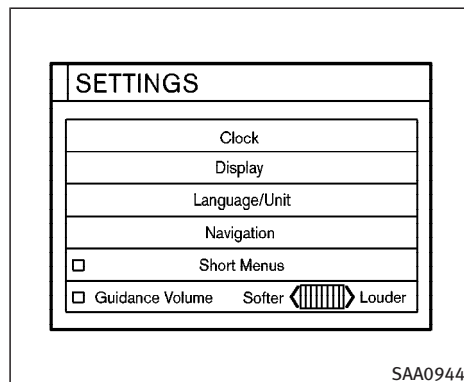 SETTINGS
Clock
Display
Language/Unit
Navigation
Short Menus
Guidance Volume Softer Louder
SAA0944